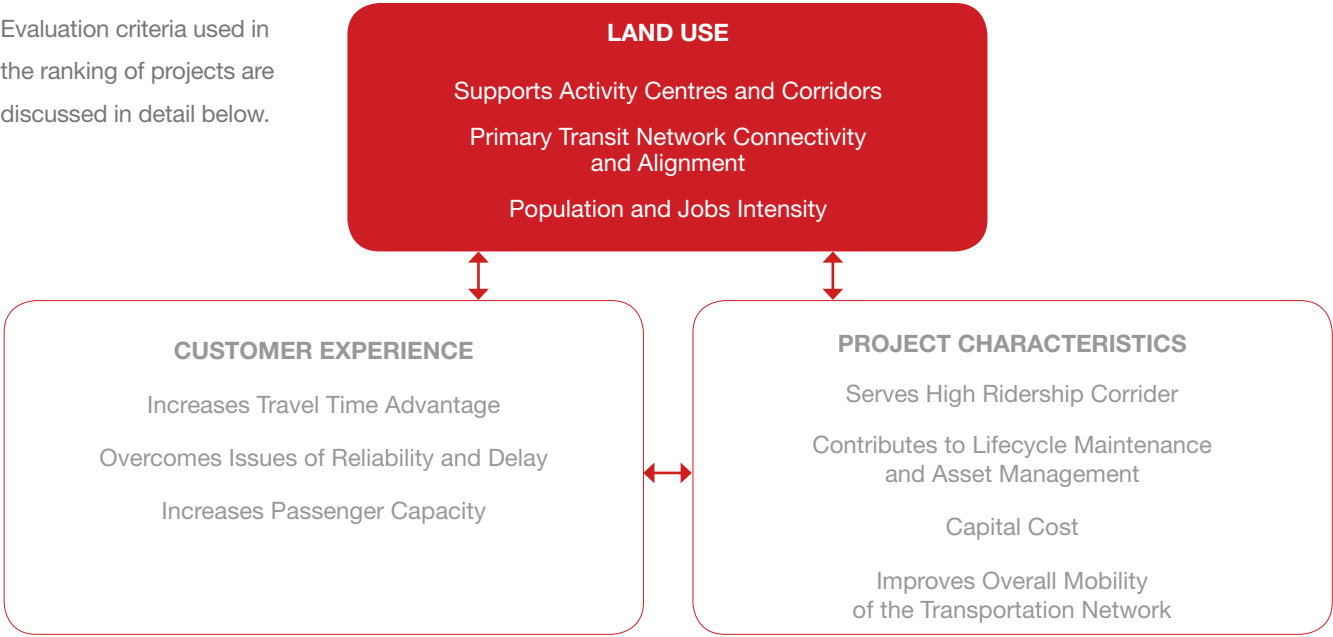 Evaluation criteria used in
the ranking of projects are
discussed in detail below.
LAND USE
Supports Activity Centres and Corridors
Primary Transit Network Connectivity
and Alignment
Population and Jobs Intensity
CUSTOMER EXPERIENCE
Increases Travel Time Advantage
Overcomes Issues of Reliability and Delay
Increases Passenger Capacity
PROJECT CHARACTERISTICS
Serves High Ridership Corrider
Contributes to Lifecycle Maintenance
and Asset Management
Capital Cost
Improves Overall Mobility
of the Transportation Network